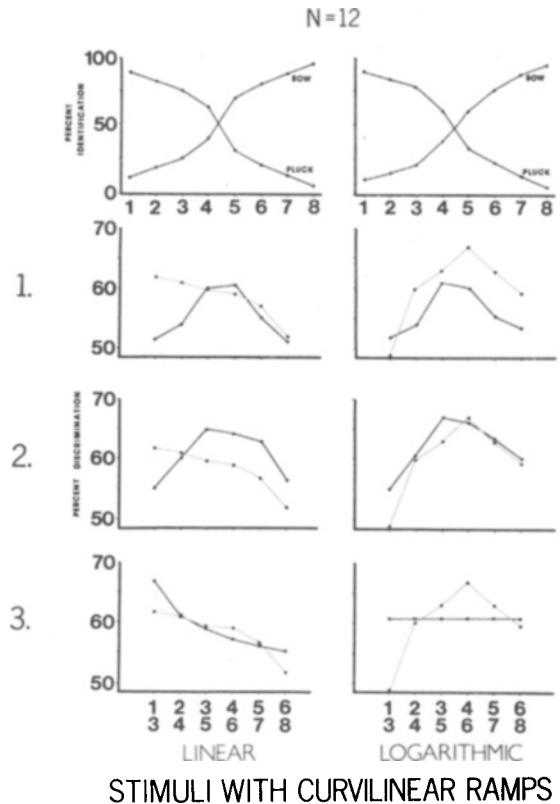 N=12
100
50
0
PERCENT
IDENTIFICATION
BOW
PLUCK
1 2 3 4 5 6 7 8
BOW
PLUCK
1 2 3 4 5 6 7 8
1.
70
60
50
2.
PERCENT DISCRIMINATION
70
60
50
3.
70
60
50
1 2 3 4 5 6
3 4 5 6 7 8
LINEAR
1 2 3 4 5 6
3 4 5 6 7 8
LOGARITHMIC
STIMULI WITH CURVILINEAR RAMPS